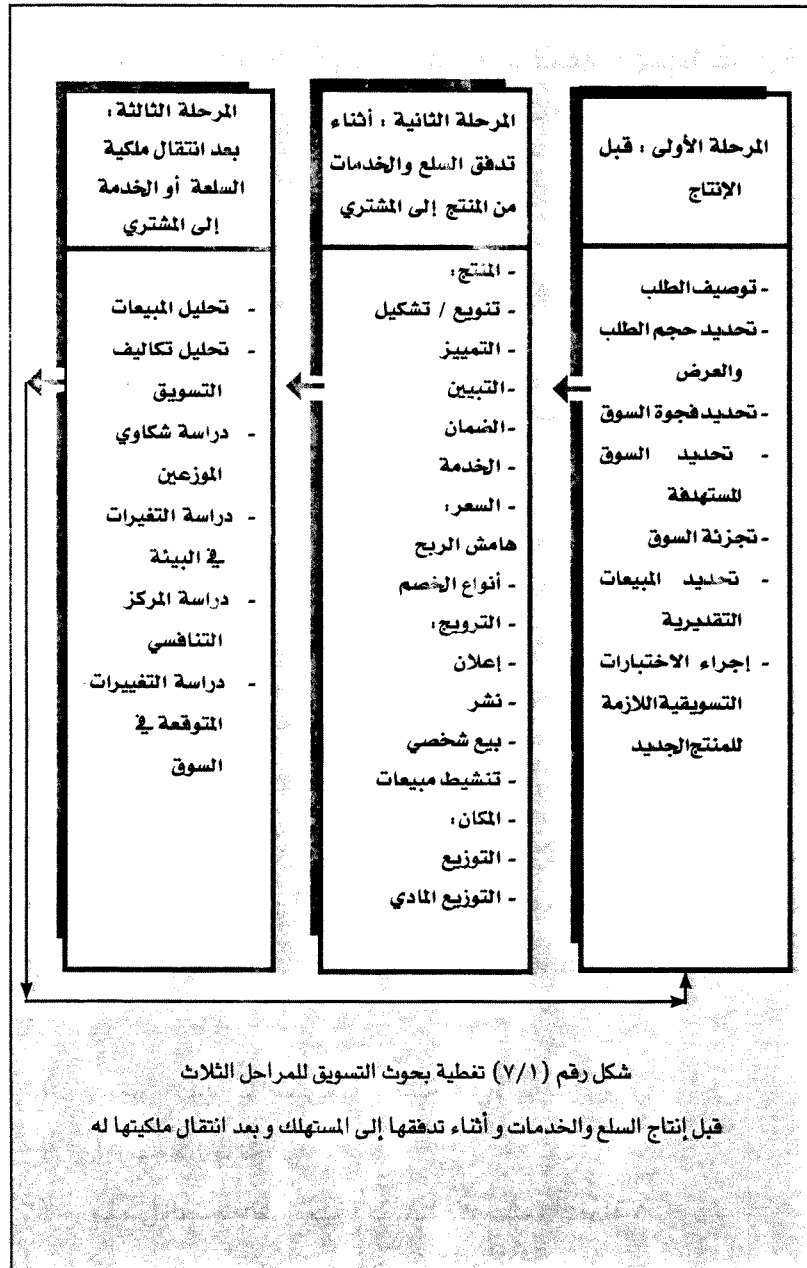 المرحلة الأولى : قبل
الإنتاج
- توصيف الطلب
- تحديد حجم الطلب
والعرض
- تحديد فجوة السوق
- تحديد السوق
المستهدفة
- تجزئة السوق
- تحديد المبيعات
التقديرية
- إجراء الاختبارات
التسويقية اللازمة
للمنتج الجديد
المرحلة الثانية : أثناء
تدفق السلع والخدمات
من المنتج إلى المشتري
- المنتج:
- تنويع / تشكيل
- التمييز
- التبيين
- الضمان
- الخدمة
- السعر:
هامش الربح
- أنواع الخصم
- الترويج:
- إعلان
- نشر
- بيع شخصي
- تنشيط مبيعات
- المكان:
- التوزيع
- التوزيع المادي
المرحلة الثالثة:
بعد انتقال ملكية
السلعة أو الخدمة
إلى المشتري
- تحليل المبيعات
- تحليل تكاليف
التسويق
- دراسة شكاوي
الموزعين
- دراسة التغيرات
في البيئة
- دراسة المركز
التنافسي
- دراسة التغييرات
المتوقعة في
السوق
شكل رقم (٧/١) تغطية بحوث التسويق للمراحل الثلاث
قبل إنتاج السلع والخدمات و أثناء تدفقها إلى المستهلك و بعد انتقال ملكيتها له